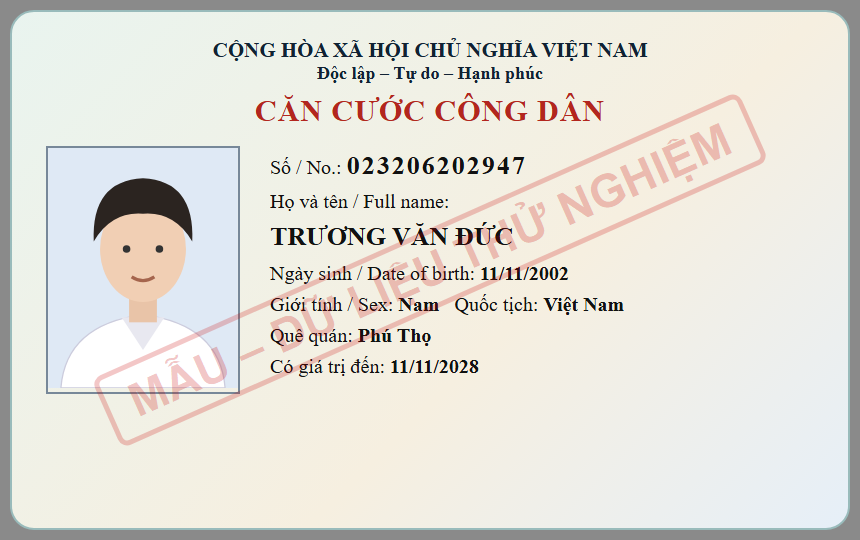 CỘNG HÒA XÃ HỘI CHỦ NGHĨA VIỆT NAM
Độc lập – Tự do – Hạnh phúc
CĂN CƯỚC CÔNG DÂN
Số / No.: 023206202947
Họ và tên / Full name:
TRƯƠNG VĂN ĐỨC
Ngày sinh / Date of birth: 11/11/2002
Giới tính / Sex: Nam Quốc tịch: Việt Nam
Quê quán: Phú Thọ
Có giá trị đến: 11/11/2028
MẪU – DỮ LIỆU THỬ NGHIỆM